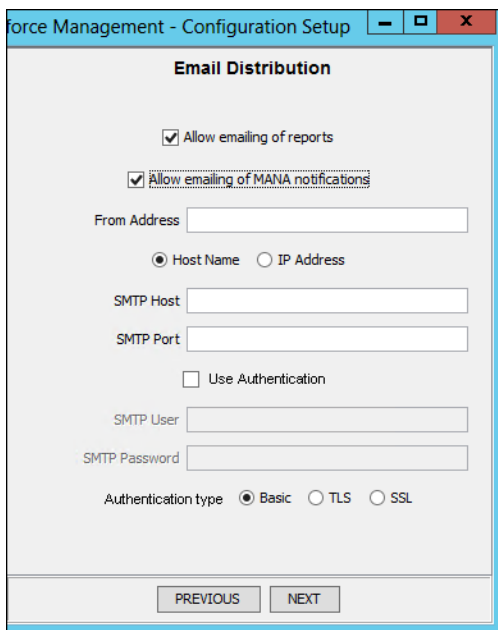 force Management - Configuration Setup
Email Distribution
Allow emailing of reports
Allow emailing of MANA notifications
From Address
Host Name IP Address
SMTP Host
SMTP Port
Use Authentication
SMTP User
SMTP Password
Authentication type Basic TLS SSL
PREVIOUS NEXT